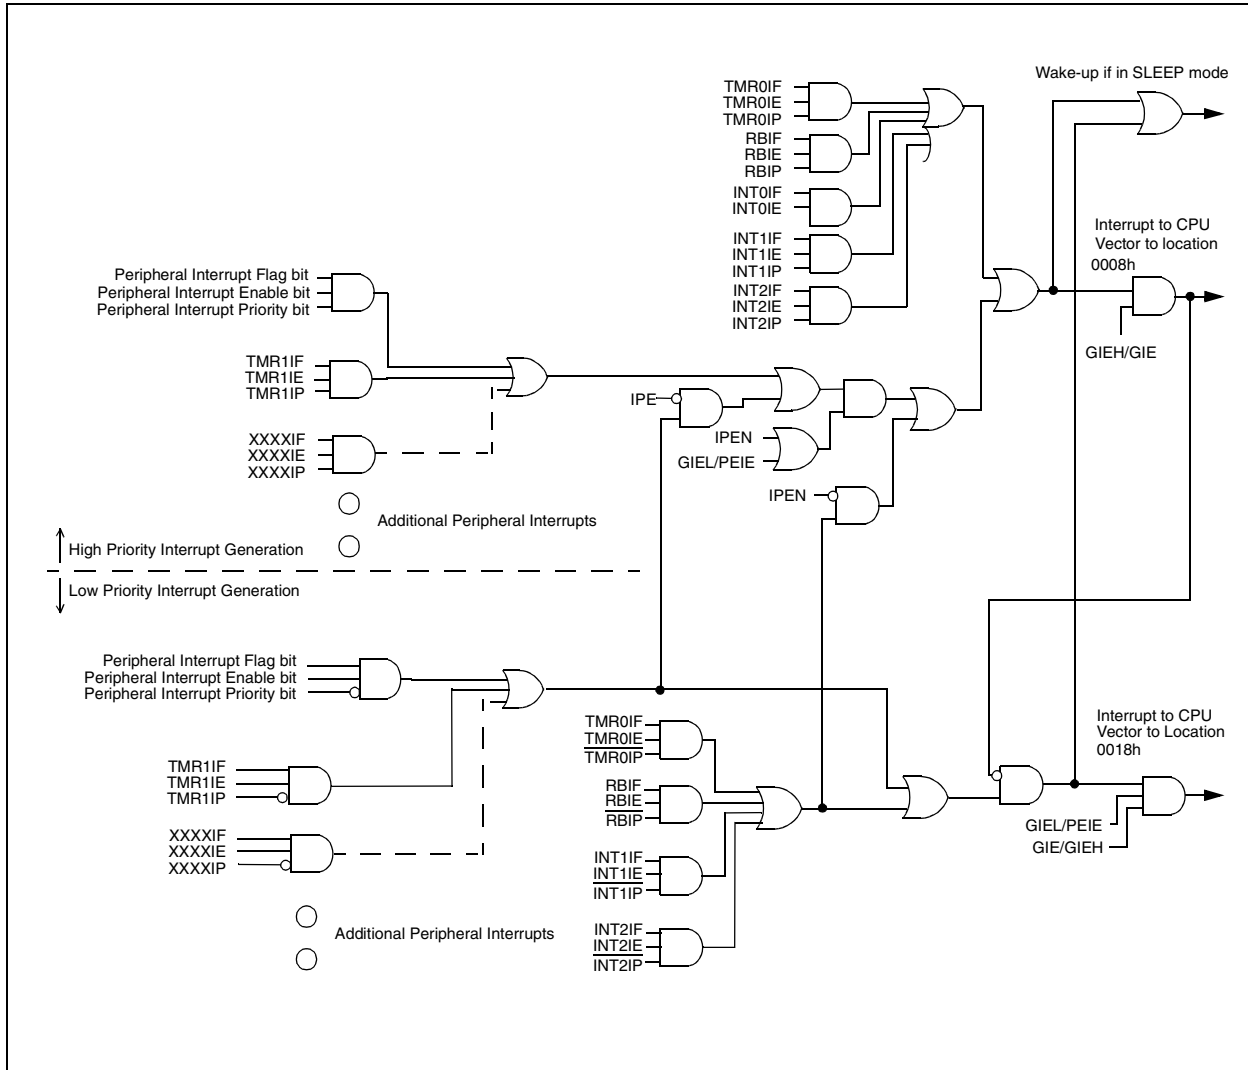 Wake-up if in SLEEP mode
TMR0IF
TMR0IE
TMR0IP
RBIF
RBIE
RBIP
INT0IF
INT0IE
INT1IF
INT1IE
INT1IP
INT2IF
INT2IE
INT2IP
Interrupt to CPU
Vector to location
0008h
GIEH/GIE
Peripheral Interrupt Flag bit
Peripheral Interrupt Enable bit
Peripheral Interrupt Priority bit
TMR1IF
TMR1IE
TMR1IP
XXXXIF
XXXXIE
XXXXIP
IPE
IPEN
GIEL/PEIE
IPEN
Additional Peripheral Interrupts
High Priority Interrupt Generation
Low Priority Interrupt Generation
Peripheral Interrupt Flag bit
Peripheral Interrupt Enable bit
Peripheral Interrupt Priority bit
TMR1IF
TMR1IE
TMR1IP
XXXXIF
XXXXIE
XXXXIP
Additional Peripheral Interrupts
TMR0IF
TMR0IE
TMR0IP
RBIF
RBIE
RBIP
INT1IF
INT1IE
INT1IP
INT2IF
INT2IE
INT2IP
Interrupt to CPU
Vector to Location
0018h
GIEL/PEIE
GIE/GIEH